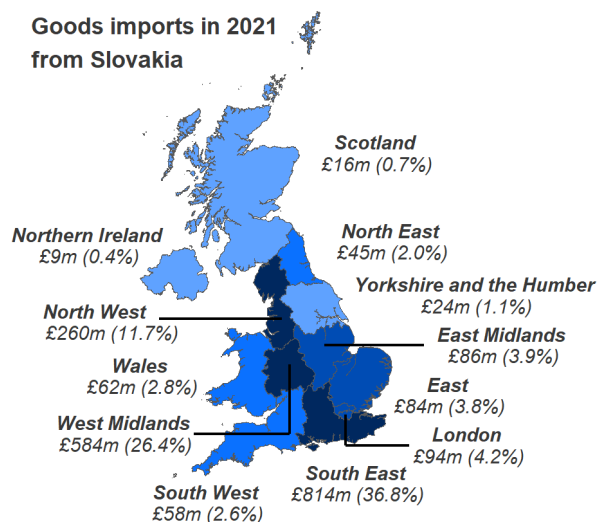 Goods imports in 2021
from Slovakia
Scotland
£16m (0.7%)
Northern Ireland
£9m (0.4%)
North East
£45m (2.0%)
Yorkshire and the Humber
£24m (1.1%)
North West
£260m (11.7%)
East Midlands
£86m (3.9%)
Wales
£62m (2.8%)
East
£84m (3.8%)
West Midlands
£584m (26.4%)
London
£94m (4.2%)
South East
£814m (36.8%)
South West
£58m (2.6%)